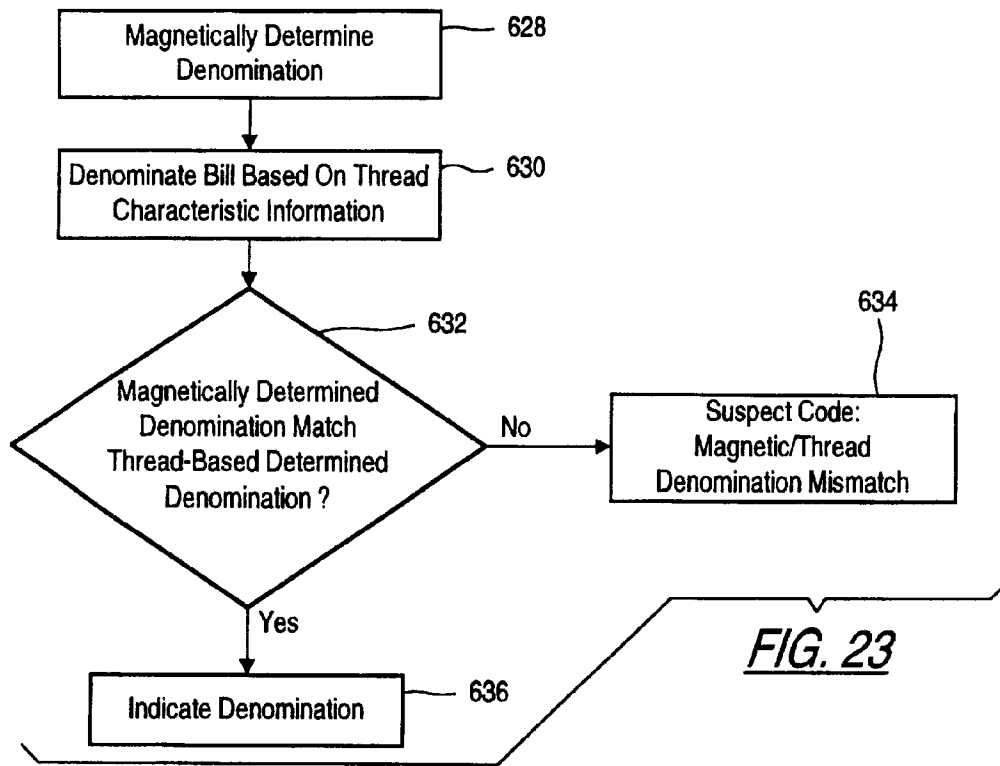 Magnetically Determine
Denomination
628
Denominate Bill Based On Thread
Characteristic Information
630
632
Magnetically Determined
Denomination Match
Thread-Based Determined
Denomination ?
No
634
Suspect Code:
Magnetic/Thread
Denomination Mismatch
Yes
Indicate Denomination
636
FIG. 23